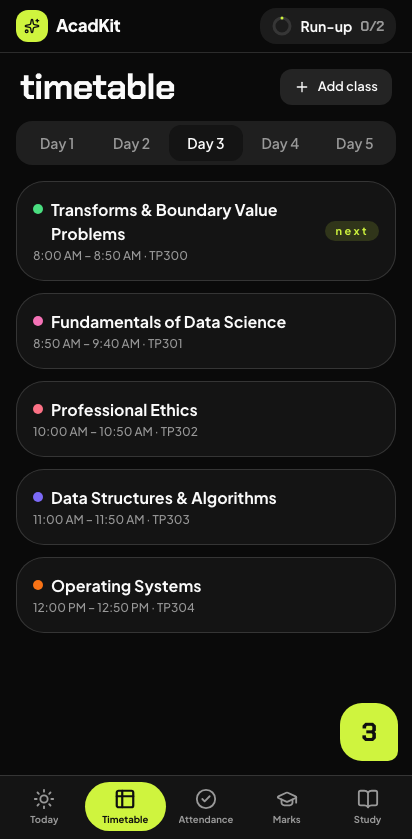 AcadKit
Run-up 0/2
timetable
+ Add class
Day 1 Day 2 Day 3 Day 4 Day 5
Transforms & Boundary Value
Problems
next
8:00 AM – 8:50 AM · TP300
Fundamentals of Data Science
8:50 AM – 9:40 AM · TP301
Professional Ethics
10:00 AM – 10:50 AM · TP302
Data Structures & Algorithms
11:00 AM – 11:50 AM · TP303
Operating Systems
12:00 PM – 12:50 PM · TP304
3
Today Timetable Attendance Marks Study